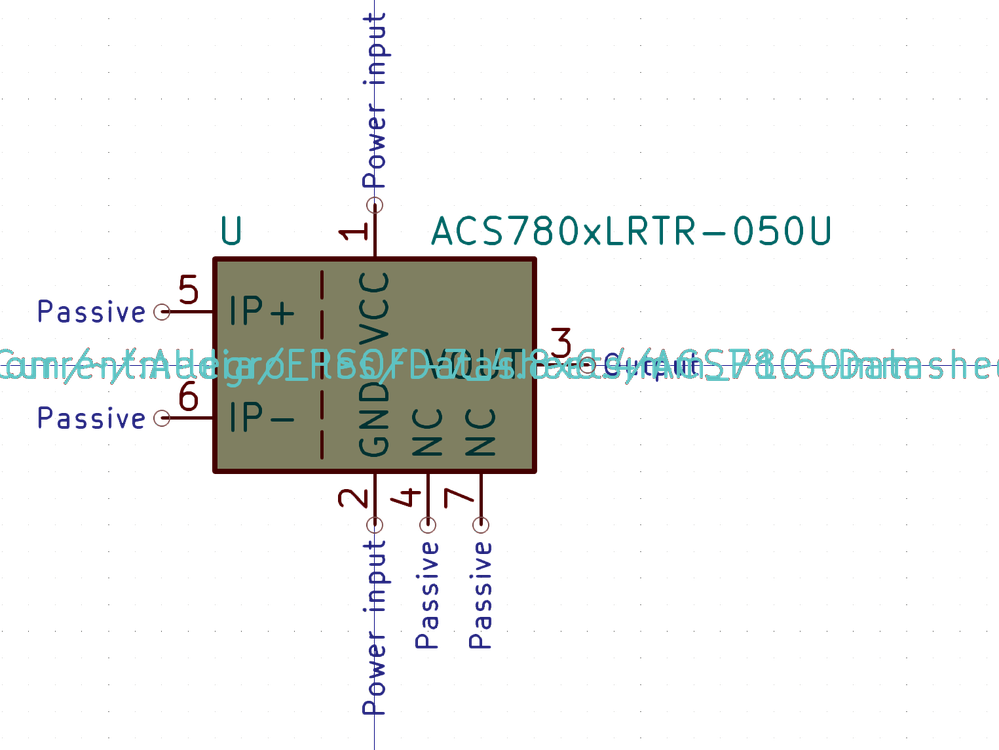 Power input
1
U
ACS780xLRTR-050U
5
Passive
IP+
VCC
VOUT
3
Output
6
Passive
IP-
GND
NC
NC
2
4
7
Power input
Passive
Passive